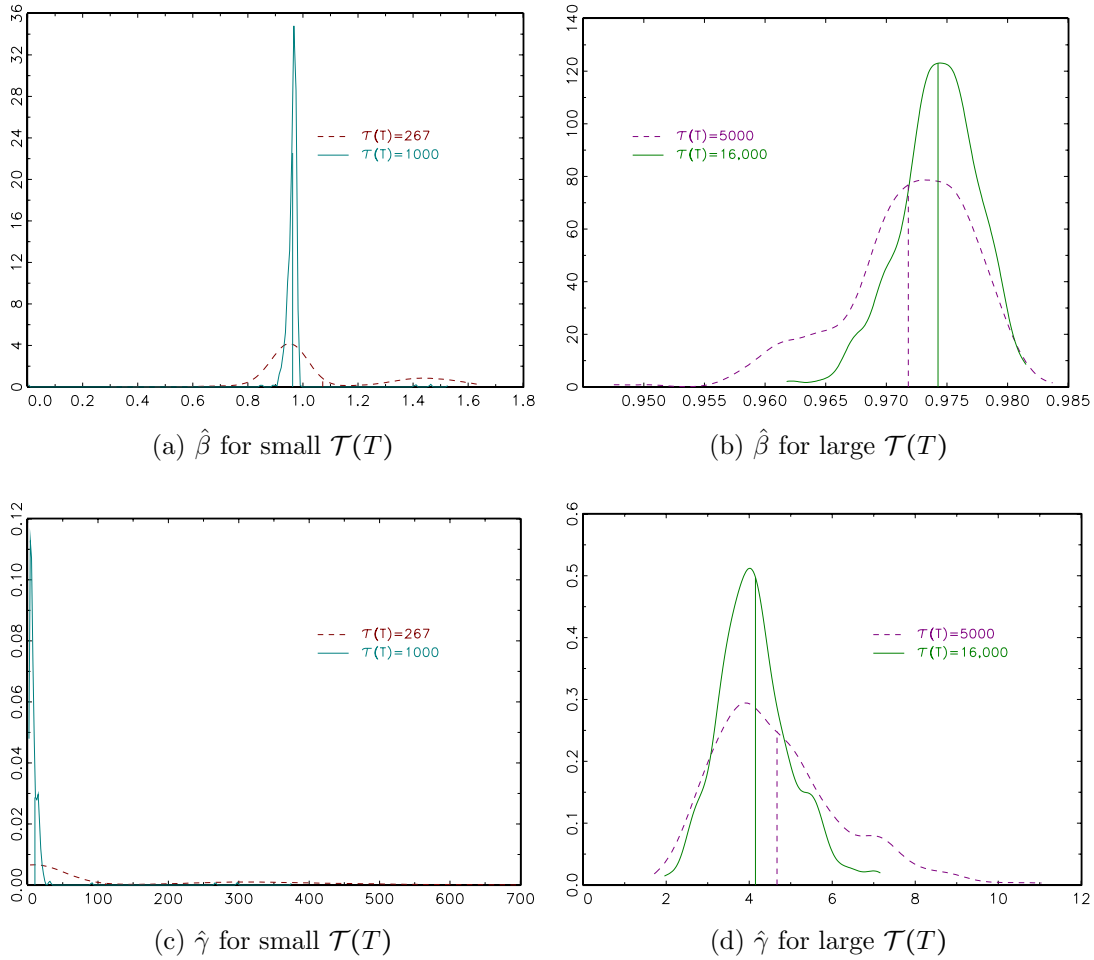 36
32
28
24
20
16
12
8
4
0
𝒯(T)=267
𝒯(T)=1000
0.0 0.2 0.4 0.6 0.8 1.0 1.2 1.4 1.6 1.8
(a) β̂ for small 𝒯(T)
140
120
100
80
60
40
20
0
𝒯(T)=5000
𝒯(T)=16,000
0.950 0.955 0.960 0.965 0.970 0.975 0.980 0.985
(b) β̂ for large 𝒯(T)
0.12
0.10
0.08
0.06
0.04
0.02
0.00
𝒯(T)=267
𝒯(T)=1000
0 100 200 300 400 500 600 700
(c) γ̂ for small 𝒯(T)
0.6
0.5
0.4
0.3
0.2
0.1
0.0
𝒯(T)=5000
𝒯(T)=16,000
0 2 4 6 8 10 12
(d) γ̂ for large 𝒯(T)